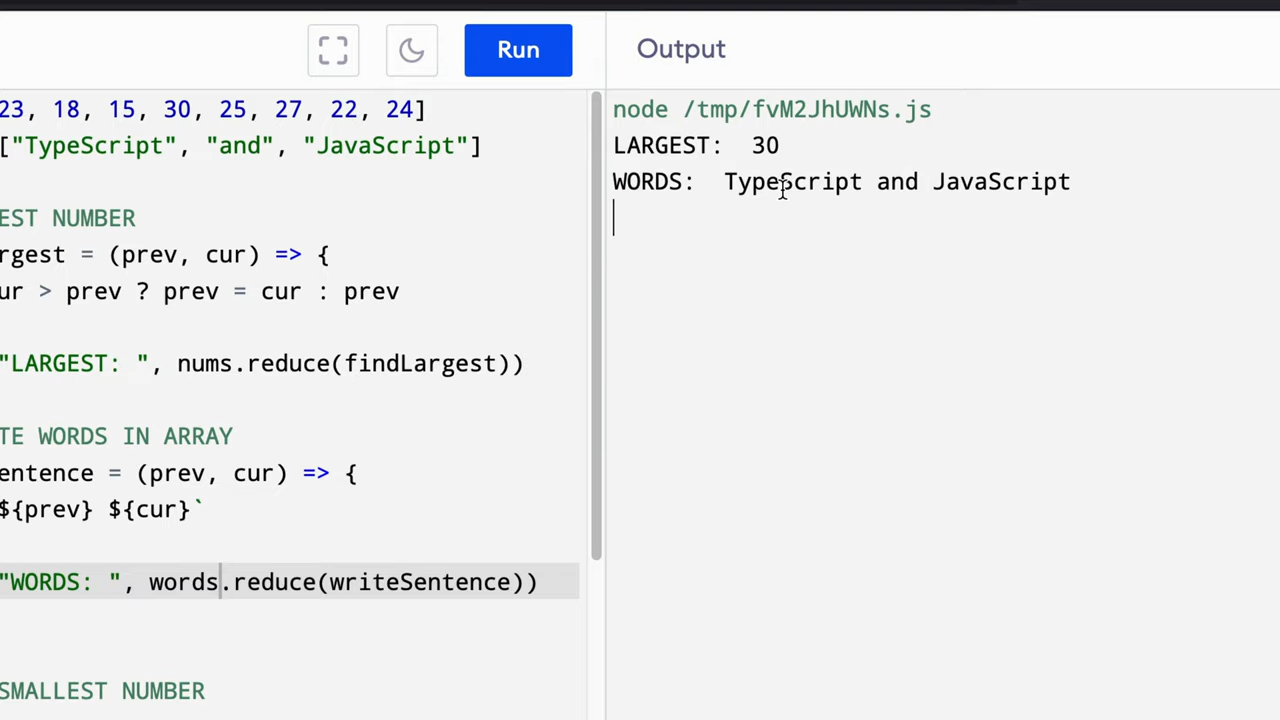 Run
Output
23, 18, 15, 30, 25, 27, 22, 24]
["TypeScript", "and", "JavaScript"]
EST NUMBER
rgest = (prev, cur) => {
ur > prev ? prev = cur : prev
"LARGEST: ", nums.reduce(findLargest))
TE WORDS IN ARRAY
entence = (prev, cur) => {
${prev} ${cur}`
"WORDS: ", words.reduce(writeSentence))
SMALLEST NUMBER
node /tmp/fvM2JhUWNs.js
LARGEST:  30
WORDS:  TypeScript and JavaScript